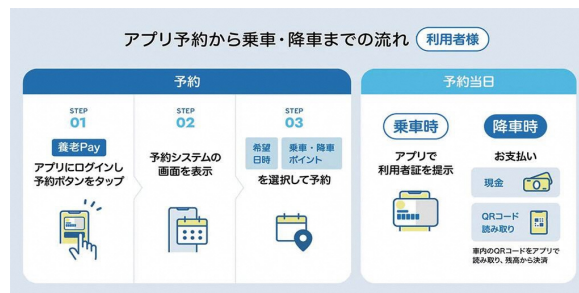 アプリ予約から乗車・降車までの流れ 利用者様
予約
STEP
01
養老Pay
アプリにログインし
予約ボタンをタップ
STEP
02
予約システムの
画面を表示
STEP
03
希望
日時
乗車・降車
ポイント
を選択して予約
予約当日
乗車時
アプリで
利用者証を提示
降車時
お支払い
現金
QRコード
読み取り
車内のQRコードをアプリで
読み取り、残高から決済